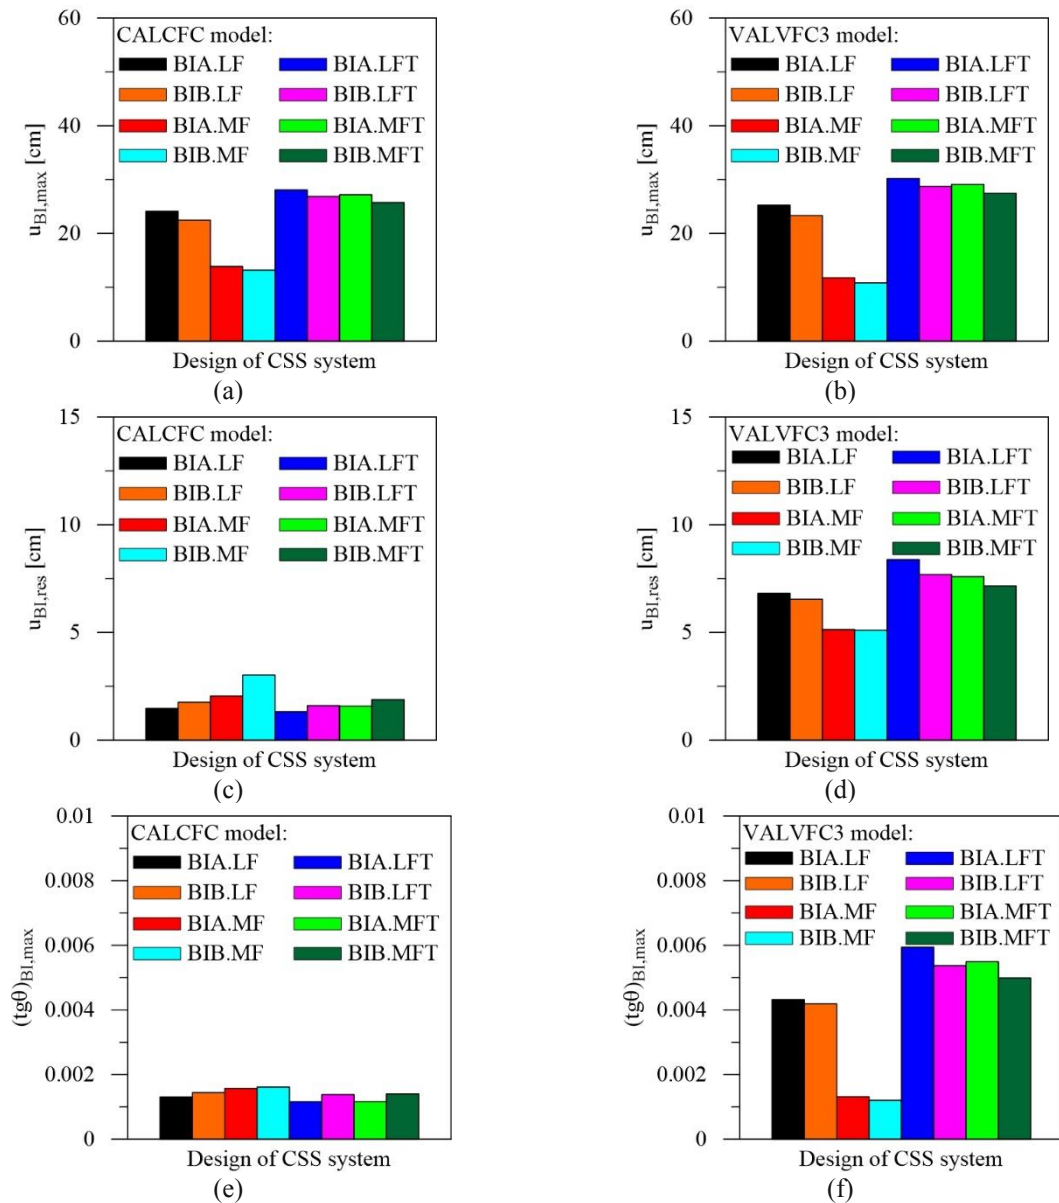 60
CALCFC model:
BIA.LF BIA.LFT
BIB.LF BIB.LFT
40
BIA.MF BIA.MFT
BIB.MF BIB.MFT
20
0
u_BI,max [cm]
Design of CSS system
(a)
60
VALVFC3 model:
BIA.LF BIA.LFT
BIB.LF BIB.LFT
40
BIA.MF BIA.MFT
BIB.MF BIB.MFT
20
0
u_BI,max [cm]
Design of CSS system
(b)
15
CALCFC model:
BIA.LF BIA.LFT
BIB.LF BIB.LFT
10
BIA.MF BIA.MFT
BIB.MF BIB.MFT
5
0
u_BI,res [cm]
Design of CSS system
(c)
15
VALVFC3 model:
BIA.LF BIA.LFT
BIB.LF BIB.LFT
10
BIA.MF BIA.MFT
BIB.MF BIB.MFT
5
0
u_BI,res [cm]
Design of CSS system
(d)
0.01
CALCFC model:
BIA.LF BIA.LFT
0.008
BIB.LF BIB.LFT
BIA.MF BIA.MFT
0.006
BIB.MF BIB.MFT
0.004
0.002
0
(tgθ)_BI,max
Design of CSS system
(e)
0.01
VALVFC3 model:
BIA.LF BIA.LFT
0.008
BIB.LF BIB.LFT
BIA.MF BIA.MFT
0.006
BIB.MF BIB.MFT
0.004
0.002
0
(tgθ)_BI,max
Design of CSS system
(f)